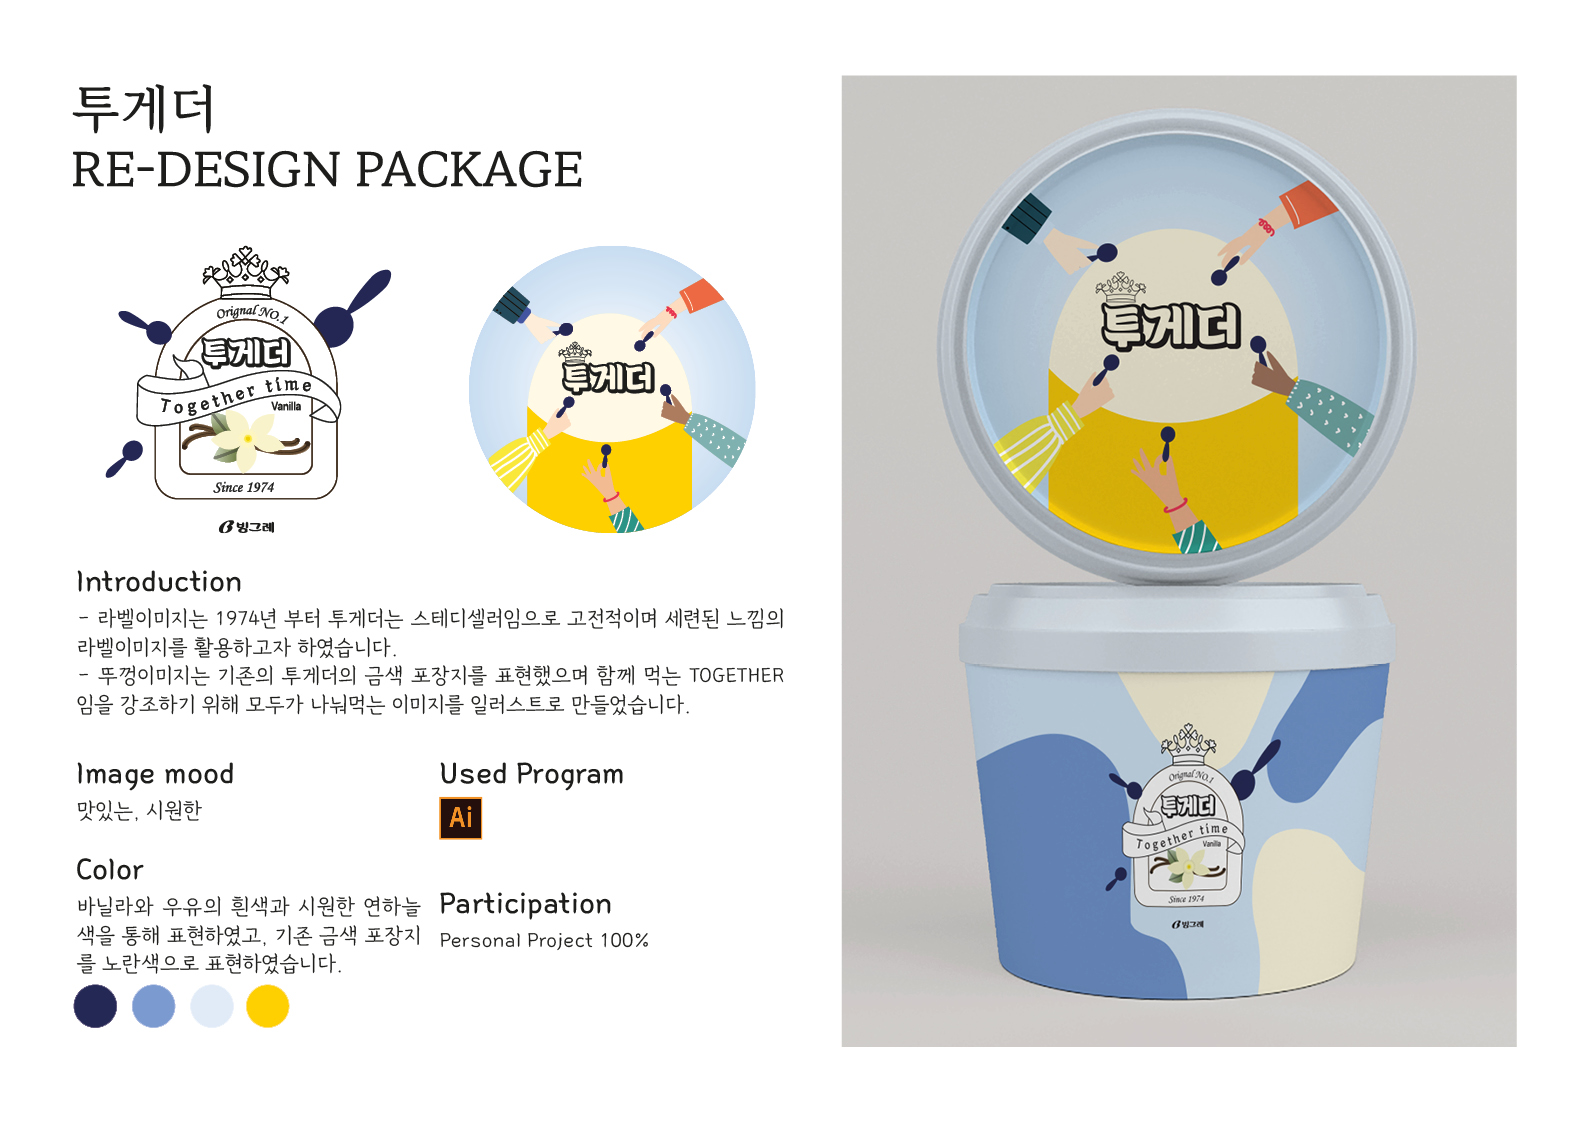 투게더
RE-DESIGN PACKAGE
Orignal NO.1
투게더
Together time
Vanilla
Since 1974
빙그레
투게더
Introduction
- 라벨이미지는 1974년 부터 투게더는 스테디셀러임으로 고전적이며 세련된 느낌의
라벨이미지를 활용하고자 하였습니다.
- 뚜껑이미지는 기존의 투게더의 금색 포장지를 표현했으며 함께 먹는 TOGETHER
임을 강조하기 위해 모두가 나눠먹는 이미지를 일러스트로 만들었습니다.
Image mood
맛있는, 시원한
Used Program
Ai
Color
바닐라와 우유의 흰색과 시원한 연하늘
색을 통해 표현하였고, 기존 금색 포장지
를 노란색으로 표현하였습니다.
Participation
Personal Project 100%
투게더
Orignal NO.1
투게더
Together time
Vanilla
Since 1974
빙그레